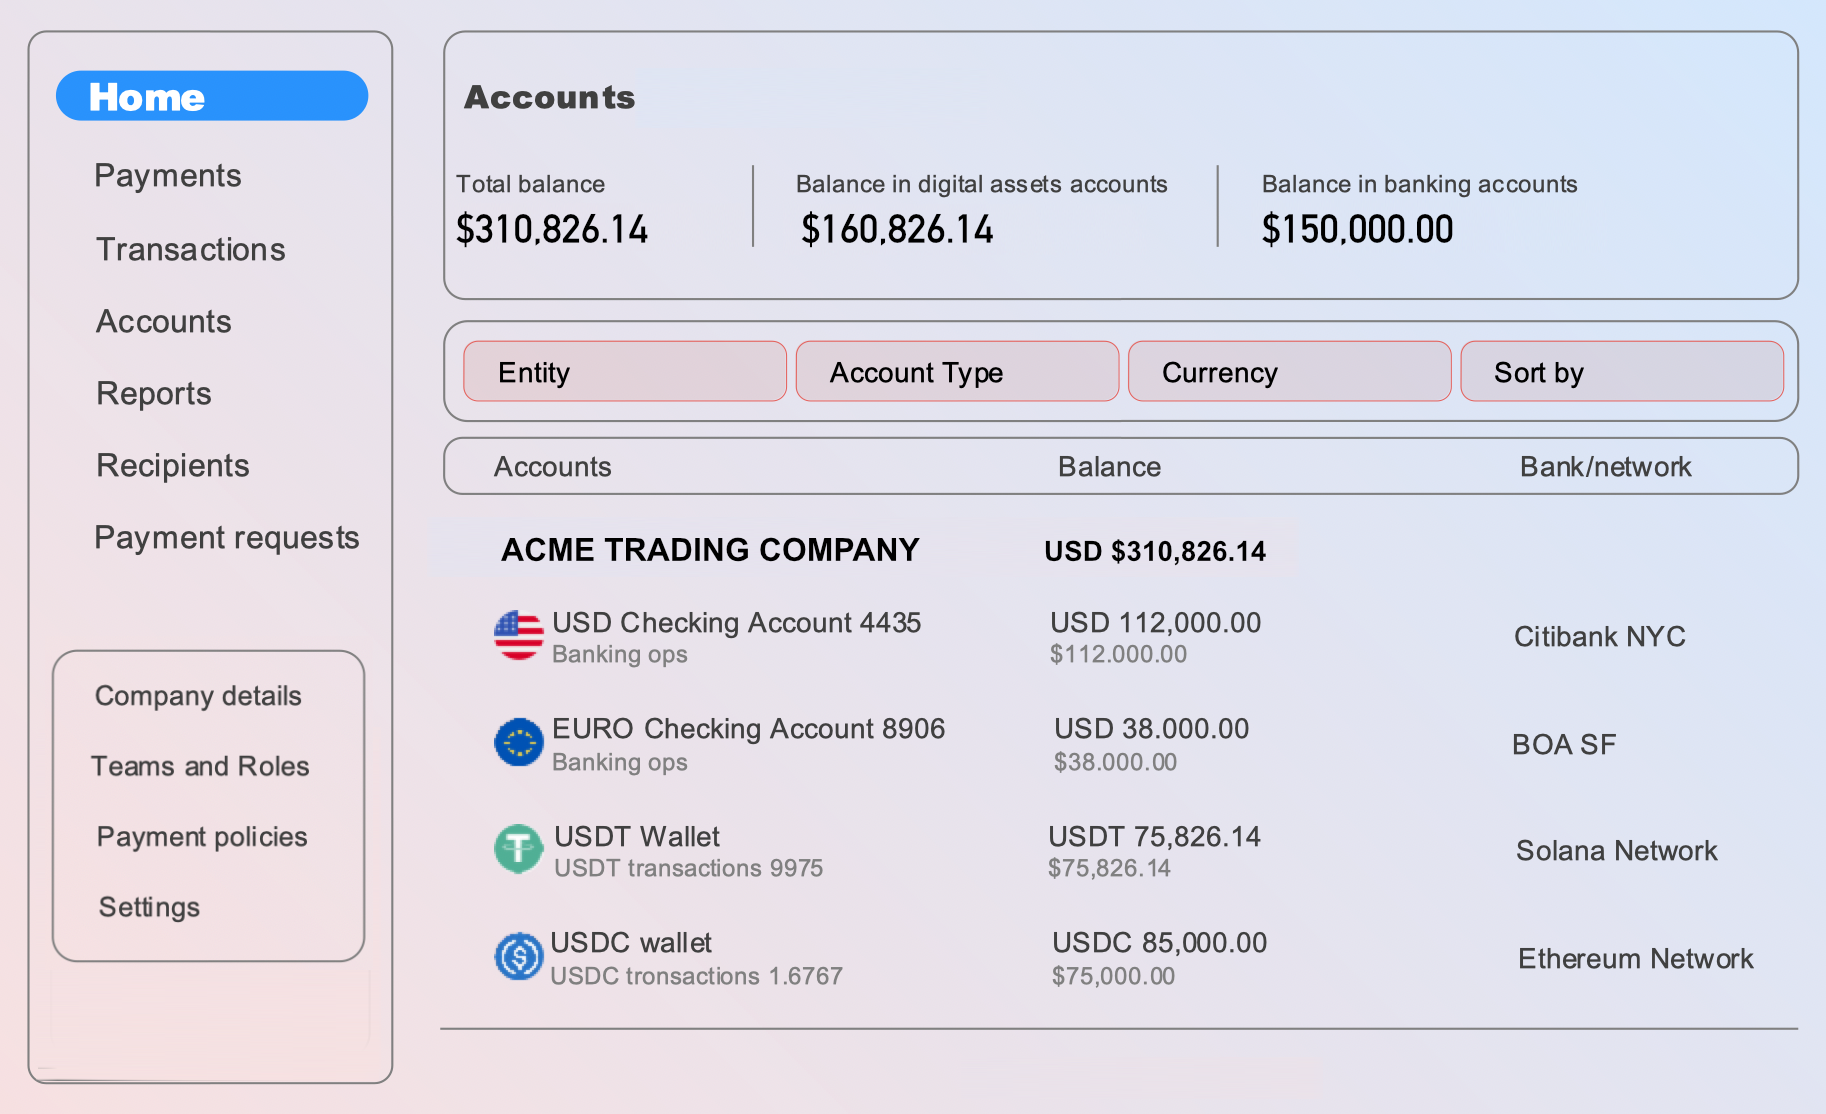 Home
Payments
Transactions
Accounts
Reports
Recipients
Payment requests
Company details
Teams and Roles
Payment policies
Settings
Accounts
Total balance
$310,826.14
Balance in digital assets accounts
$160,826.14
Balance in banking accounts
$150,000.00
Entity
Account Type
Currency
Sort by
Accounts Balance Bank/network
ACME TRADING COMPANY USD $310,826.14
USD Checking Account 4435 USD 112,000.00
Banking ops $112.000.00
Citibank NYC
EURO Checking Account 8906 USD 38.000.00
Banking ops $38.000.00
BOA SF
USDT Wallet USDT 75,826.14
USDT transactions 9975 $75,826.14
Solana Network
USDC wallet USDC 85,000.00
USDC tronsactions 1.6767 $75,000.00
Ethereum Network